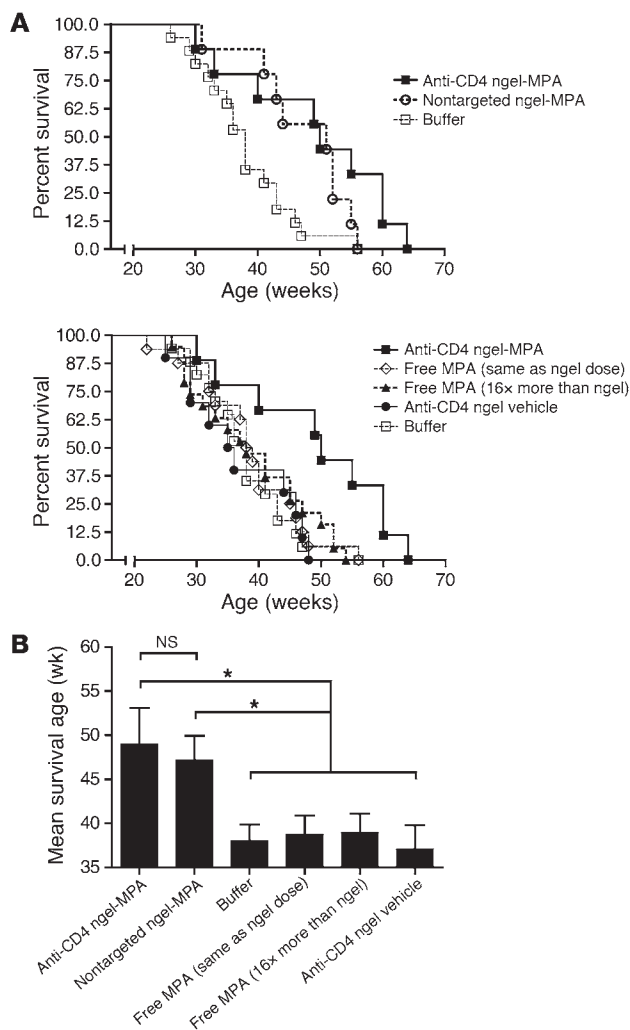 A
Percent survival
100.0
87.5
75.0
62.5
50.0
37.5
25.0
12.5
0.0
20 30 40 50 60 70
Age (weeks)
Anti-CD4 ngel-MPA
Nontargeted ngel-MPA
Buffer
Percent survival
100.0
87.5
75.0
62.5
50.0
37.5
25.0
12.5
0.0
20 30 40 50 60 70
Age (weeks)
Anti-CD4 ngel-MPA
Free MPA (same as ngel dose)
Free MPA (16× more than ngel)
Anti-CD4 ngel vehicle
Buffer
B
Mean survival age (wk)
60
55
50
45
39
40
35
NS
*
*
Anti-CD4 ngel-MPA
Nontargeted ngel-MPA
Buffer
Free MPA (same as ngel dose)
Free MPA (16× more than ngel)
Anti-CD4 ngel vehicle